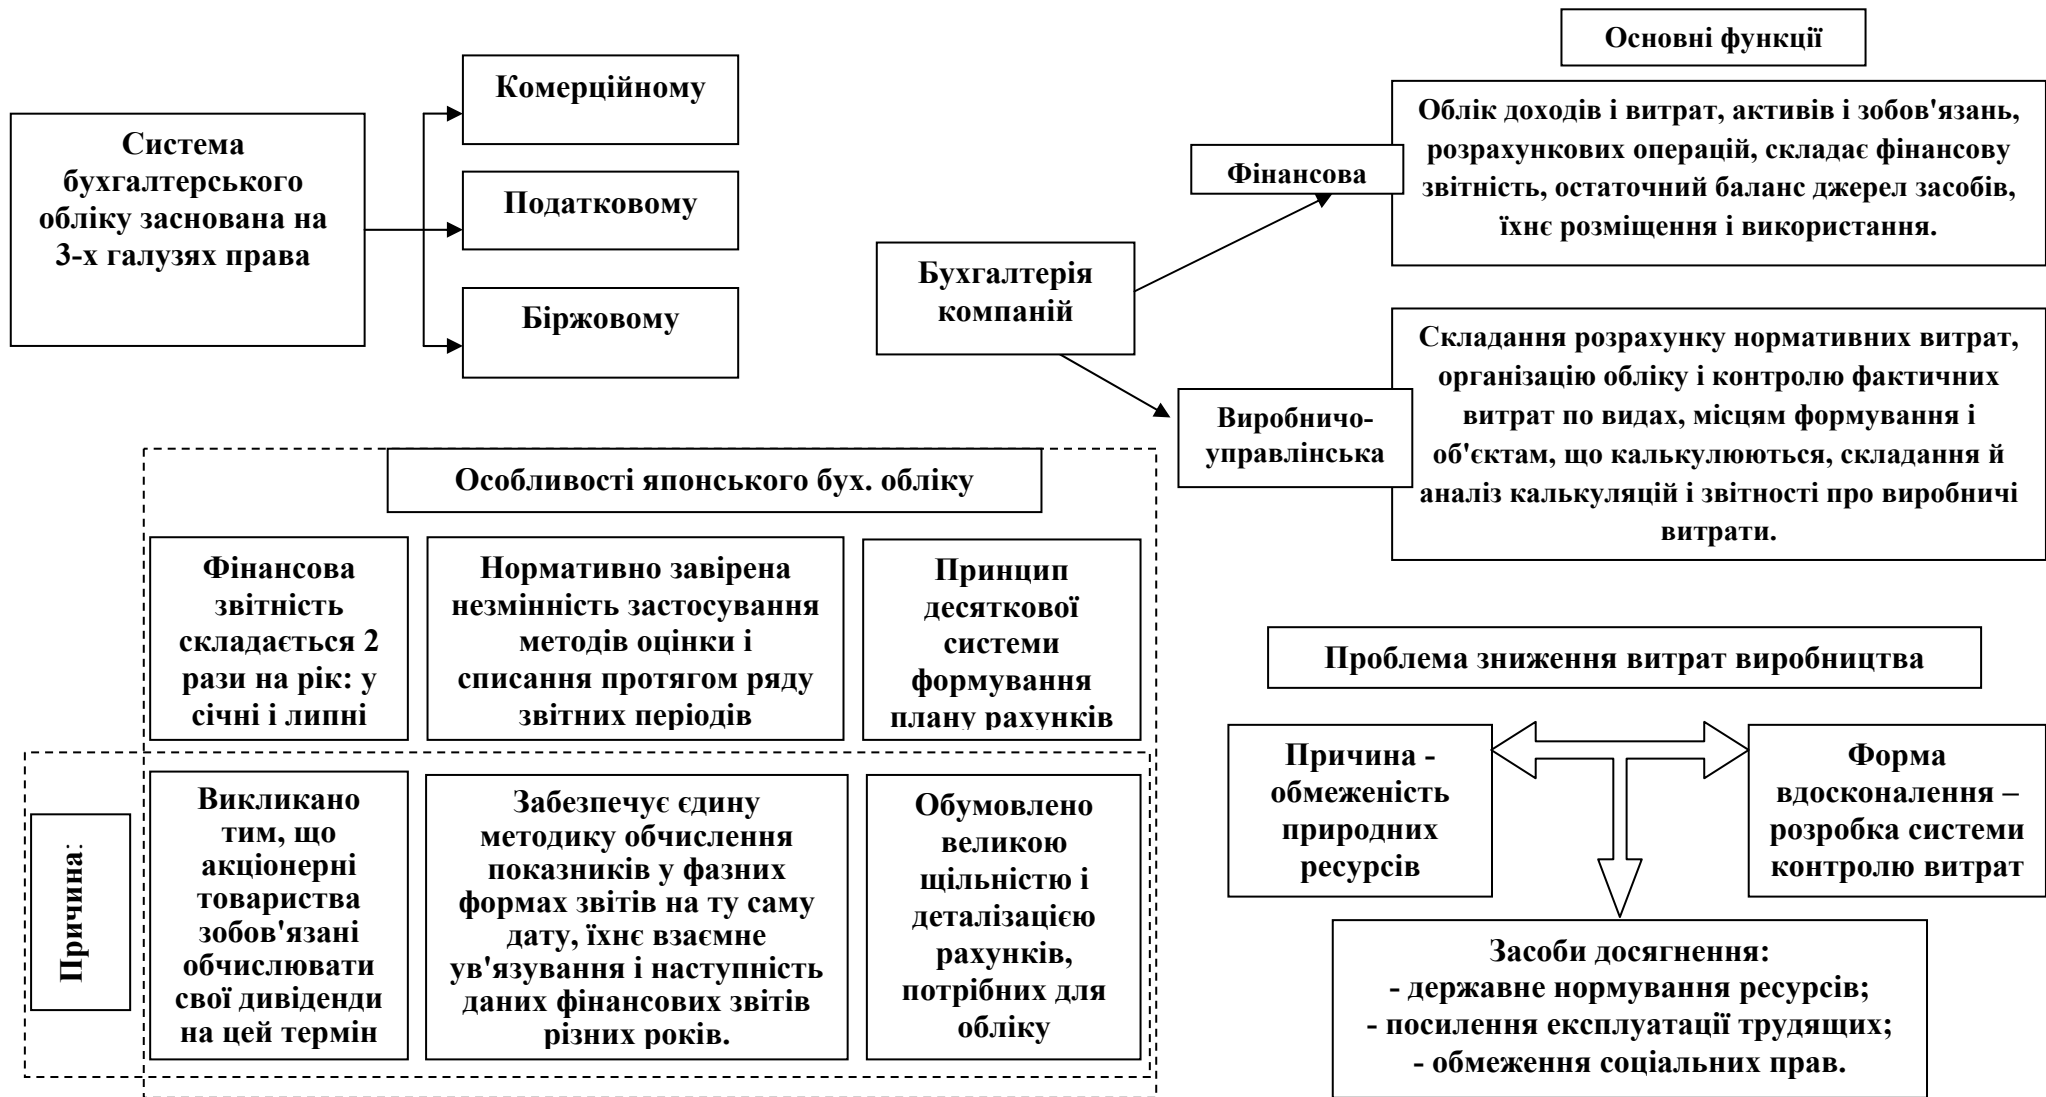 Система
бухгалтерського
обліку заснована на
3-х галузях права
Комерційному
Податковому
Біржовому
Основні функції
Бухгалтерія
компаній
Фінансова
Облік доходів і витрат, активів і зобов'язань,
розрахункових операцій, складає фінансову
звітність, остаточний баланс джерел засобів,
їхнє розміщення і використання.
Виробничо-
управлінська
Складання розрахунку нормативних витрат,
організацію обліку і контролю фактичних
витрат по видах, місцям формування і
об'єктам, що калькулюються, складання й
аналіз калькуляцій і звітності про виробничі
витрати.
Особливості японського бух. обліку
Фінансова
звітність
складається 2
рази на рік: у
січні і липні
Нормативно завірена
незмінність застосування
методів оцінки і
списання протягом ряду
звітних періодів
Принцип
десяткової
системи
формування
плану рахунків
Причина:
Викликано
тим, що
акціонерні
товариства
зобов'язані
обчислювати
свої дивіденди
на цей термін
Забезпечує єдину
методику обчислення
показників у фазних
формах звітів на ту саму
дату, їхнє взаємне
ув'язування і наступність
даних фінансових звітів
різних років.
Обумовлено
великою
щільністю і
деталізацією
рахунків,
потрібних для
обліку
Проблема зниження витрат виробництва
Причина -
обмеженість
природних
ресурсів
Форма
вдосконалення –
розробка системи
контролю витрат
Засоби досягнення:
- державне нормування ресурсів;
- посилення експлуатації трудящих;
- обмеження соціальних прав.